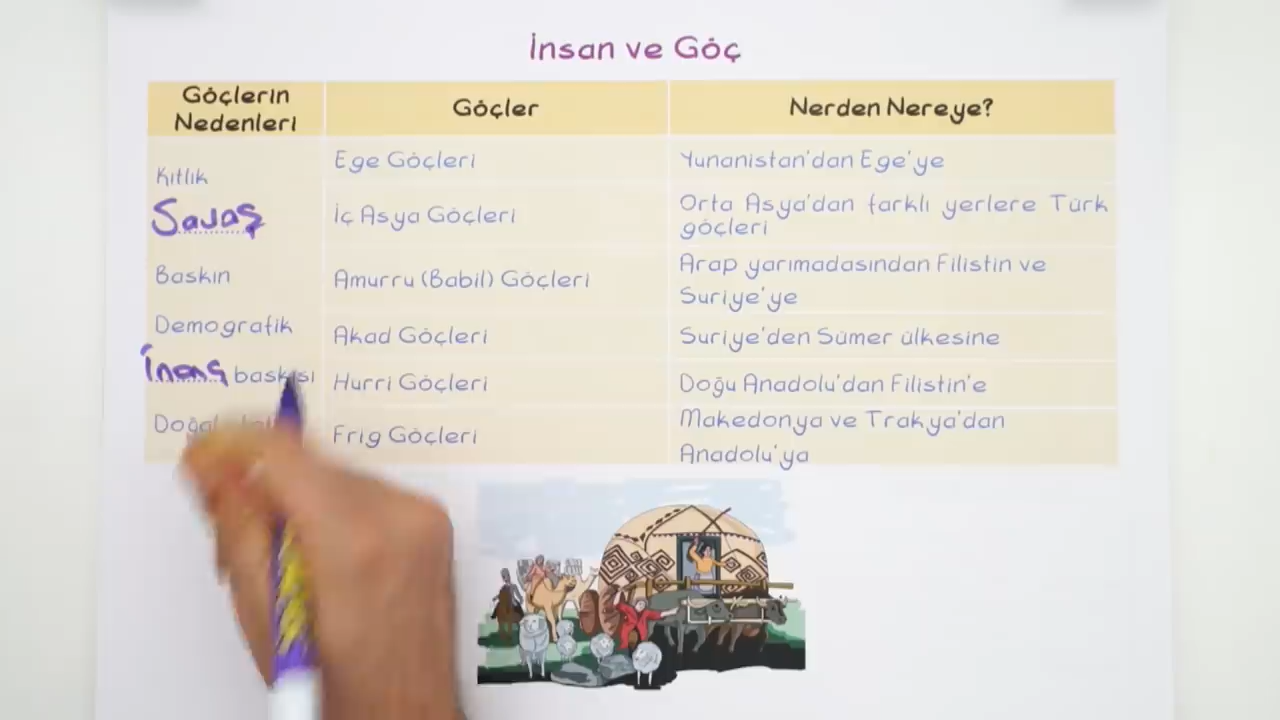 İnsan ve Göç
Göçlerin
Nedenleri
Göçler
Nerden Nereye?
Kıtlık
Savaş
Baskın
Demografik
İnanç baskısı
Doğal
Ege Göçleri
Yunanistan'dan Ege'ye
İç Asya Göçleri
Orta Asya'dan farklı yerlere Türk
göçleri
Amurru (Babil) Göçleri
Arap yarımadasından Filistin ve
Suriye'ye
Akad Göçleri
Suriye'den Sümer ülkesine
Hurri Göçleri
Doğu Anadolu'dan Filistin'e
Frig Göçleri
Makedonya ve Trakya'dan
Anadolu'ya